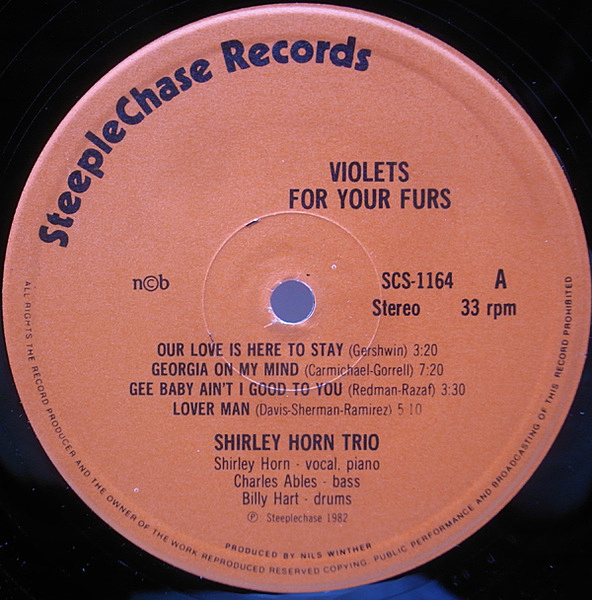 SteepleChase Records
VIOLETS
FOR YOUR FURS
n©b
SCS-1164 A
Stereo 33 rpm
OUR LOVE IS HERE TO STAY (Gershwin) 3:20
GEORGIA ON MY MIND (Carmichael-Gorrell) 7:20
GEE BABY AIN'T I GOOD TO YOU (Redman-Razaf) 3:30
LOVER MAN (Davis-Sherman-Ramirez) 5 10
SHIRLEY HORN TRIO
Shirley Horn - vocal, piano
Charles Ables - bass
Billy Hart - drums
℗ Steeplechase 1982
PRODUCED BY NILS WINTHER
ALL RIGHTS THE RECORD PRODUCER AND THE OWNER OF THE WORK REPRODUCED RESERVED COPYING· PUBLIC PERFORMANCE AND BROADCASTING OF THIS RECORD PROHIBITED